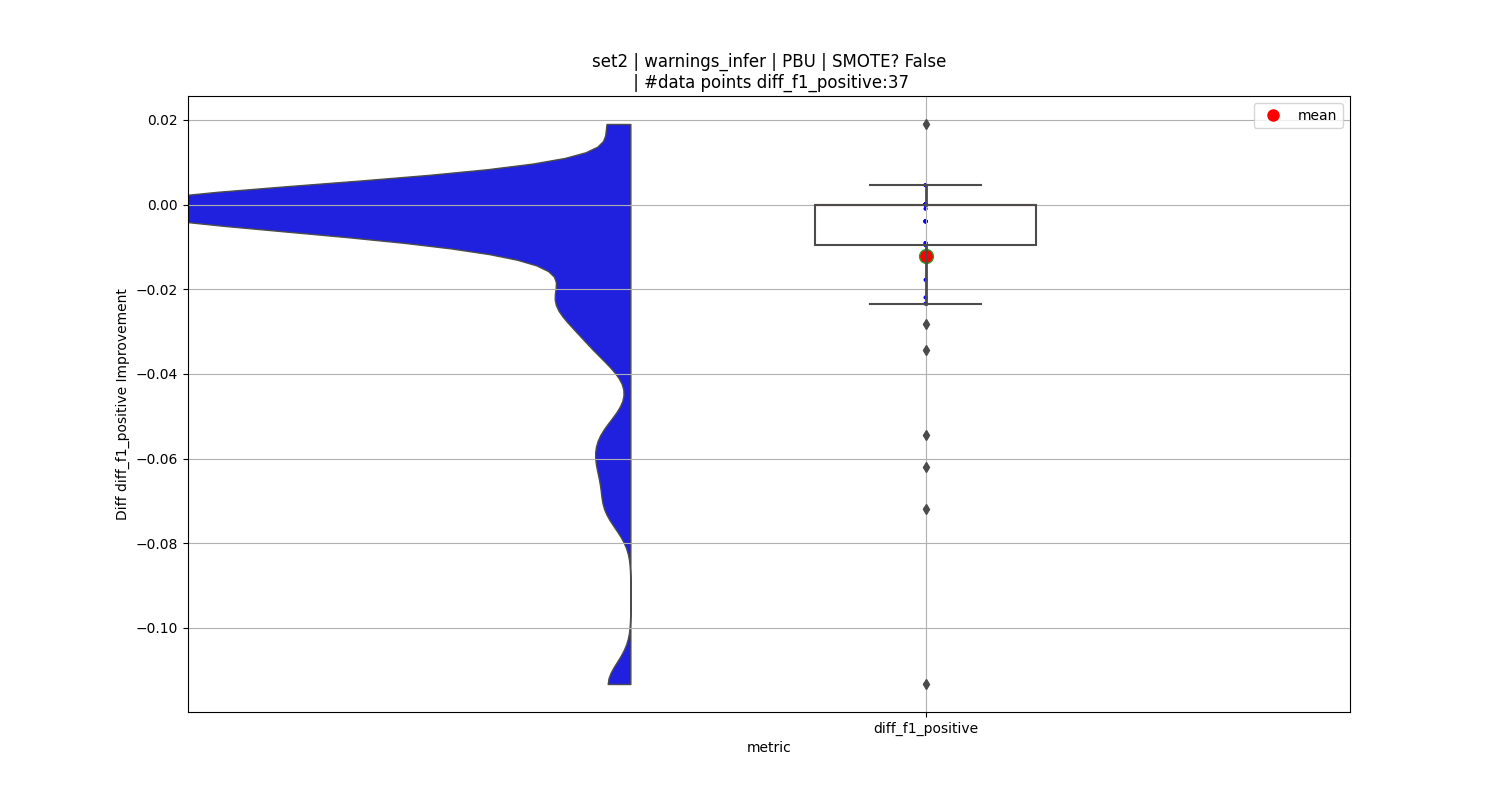 set2 | warnings_infer | PBU | SMOTE? False
| #data points diff_f1_positive:37
mean
0.02
0.00
−0.02
−0.04
−0.06
−0.08
−0.10
Diff diff_f1_positive Improvement
diff_f1_positive
metric